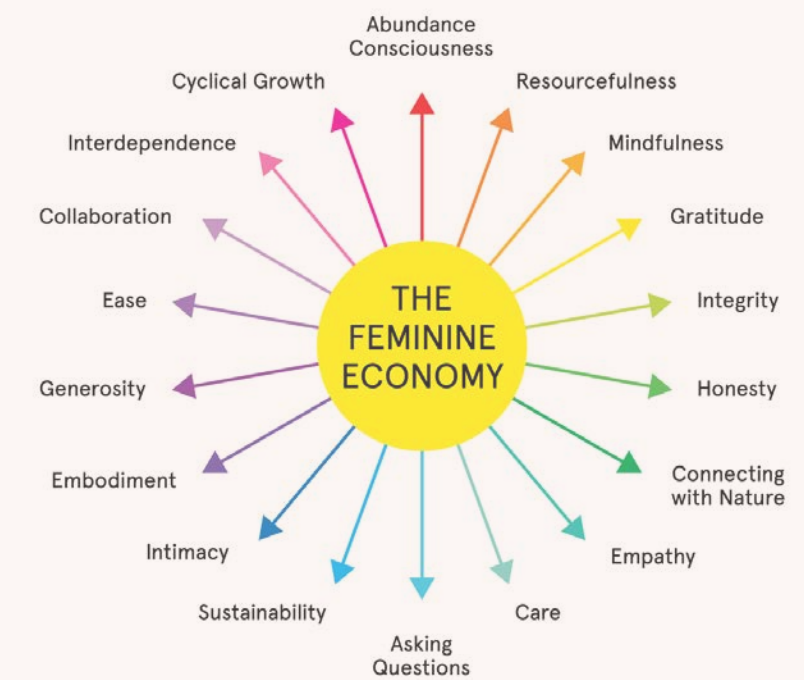 Abundance
Consciousness
Resourcefulness
Mindfulness
Gratitude
Integrity
Honesty
Connecting
with Nature
Empathy
Care
Asking
Questions
Sustainability
Intimacy
Embodiment
Generosity
Ease
Collaboration
Interdependence
Cyclical Growth
THE
FEMININE
ECONOMY